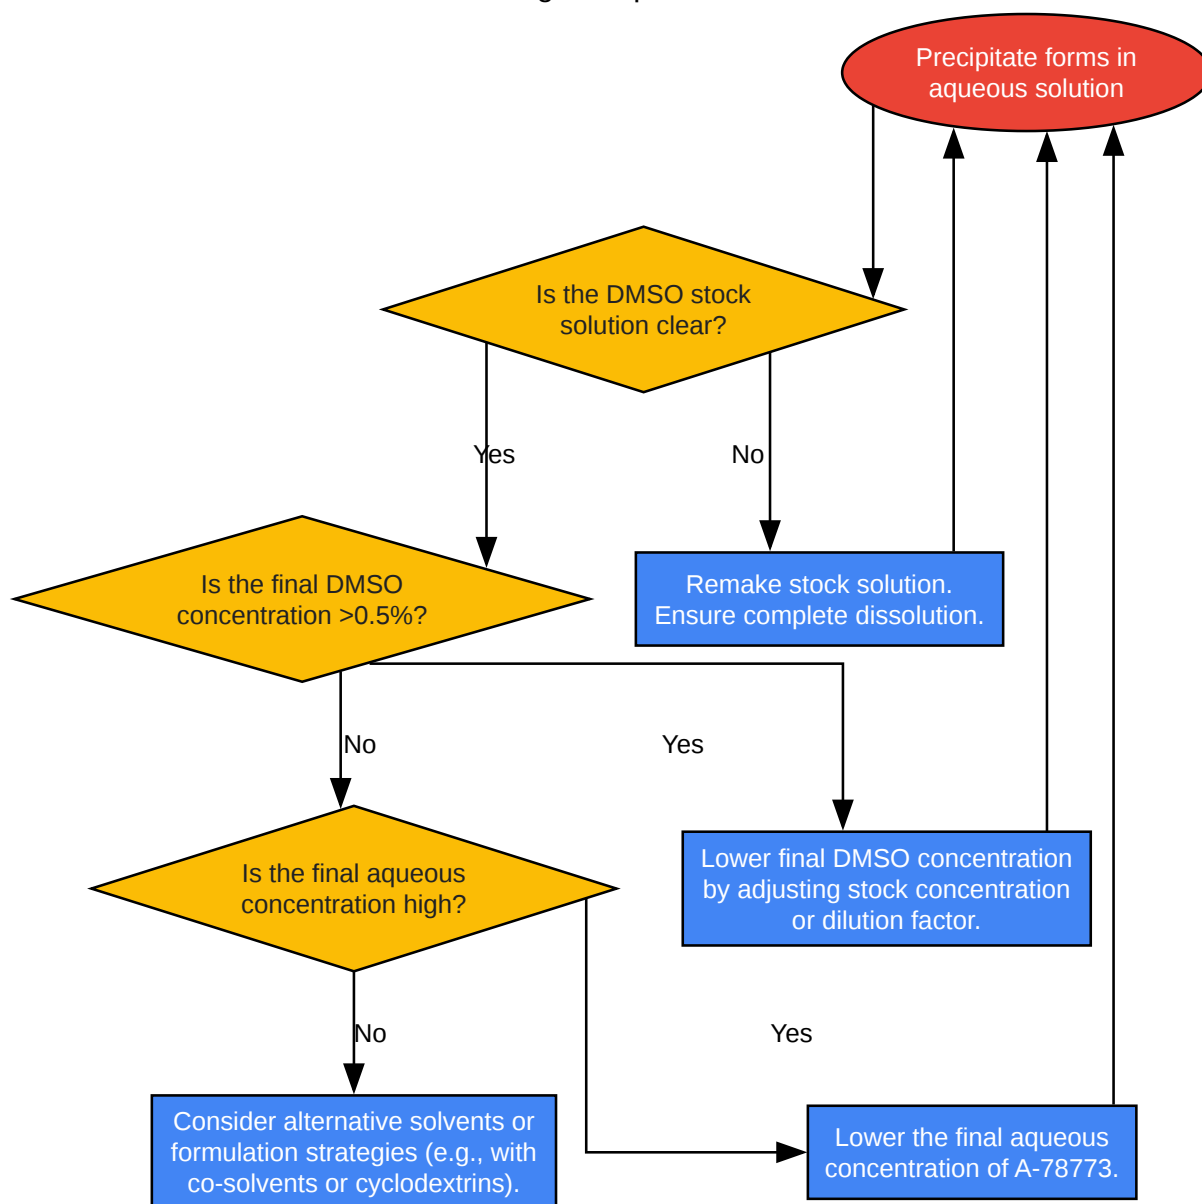 Precipitate forms in
aqueous solution
Is the DMSO stock
solution clear?
Yes
No
Is the final DMSO
concentration >0.5%?
Remake stock solution.
Ensure complete dissolution.
No
Yes
Is the final aqueous
concentration high?
Lower final DMSO concentration
by adjusting stock concentration
or dilution factor.
No
Yes
Consider alternative solvents or
formulation strategies (e.g., with
co-solvents or cyclodextrins).
Lower the final aqueous
concentration of A-78773.